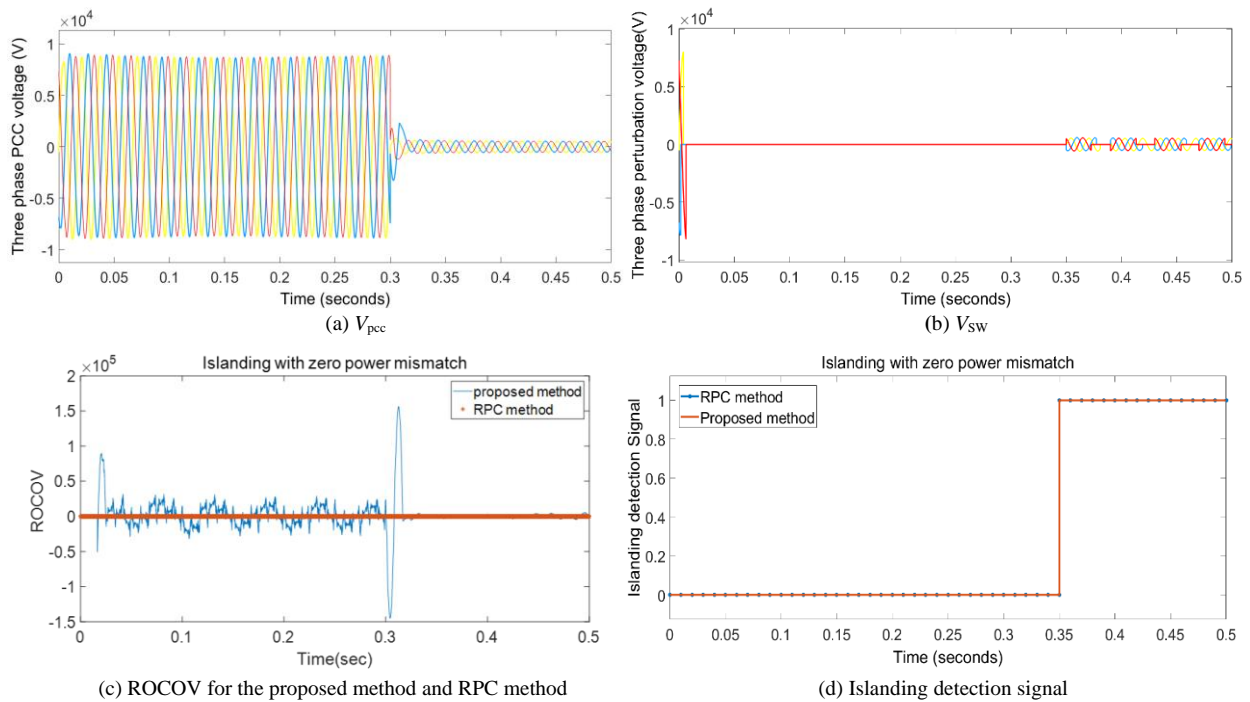 ×10⁴
Three phase PCC voltage (V)
1
0.5
0
-0.5
-1
0 0.05 0.1 0.15 0.2 0.25 0.3 0.35 0.4 0.45 0.5
Time (seconds)
(a) Vpcc
×10⁴
Three phase perturbation voltage(V)
1
0.5
0
-0.5
-1
0 0.05 0.1 0.15 0.2 0.25 0.3 0.35 0.4 0.45 0.5
Time (seconds)
(b) VSW
Islanding with zero power mismatch
×10⁵
ROCOV
2
1.5
1
0.5
0
-0.5
-1
-1.5
proposed method
RPC method
0 0.1 0.2 0.3 0.4 0.5
Time(sec)
(c) ROCOV for the proposed method and RPC method
Islanding with zero power mismatch
Islanding detection Signal
1
0.8
0.6
0.4
0.2
0
RPC method
Proposed method
0 0.05 0.1 0.15 0.2 0.25 0.3 0.35 0.4 0.45 0.5
Time (seconds)
(d) Islanding detection signal